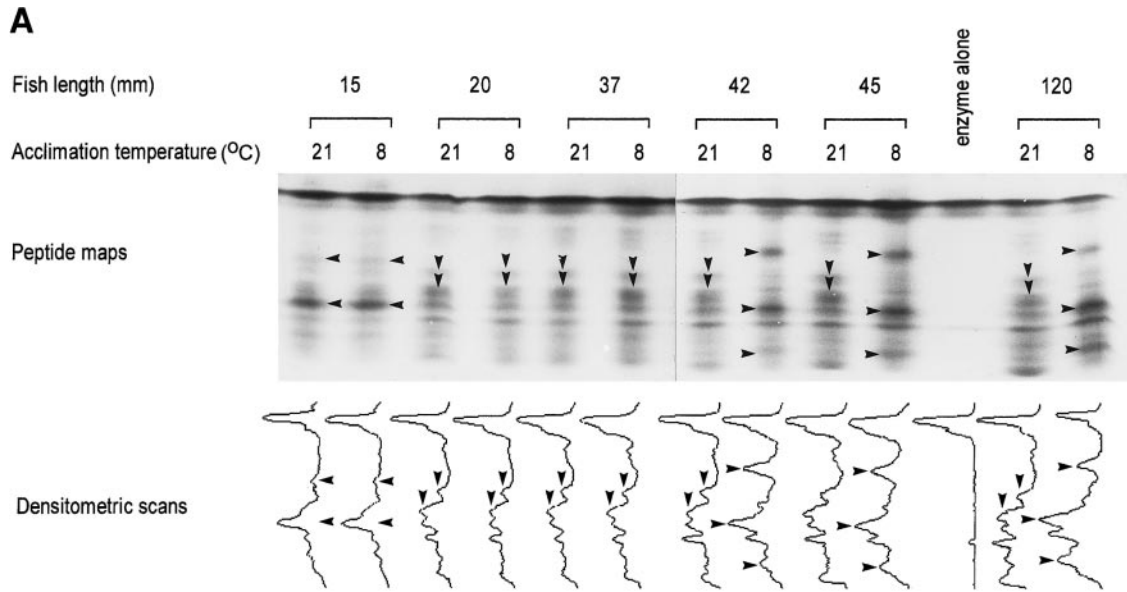 A
enzyme alone
Fish length (mm) 15 20 37 42 45 120
Acclimation temperature (ºC) 21 8 21 8 21 8 21 8 21 8 21 8
Peptide maps
Densitometric scans